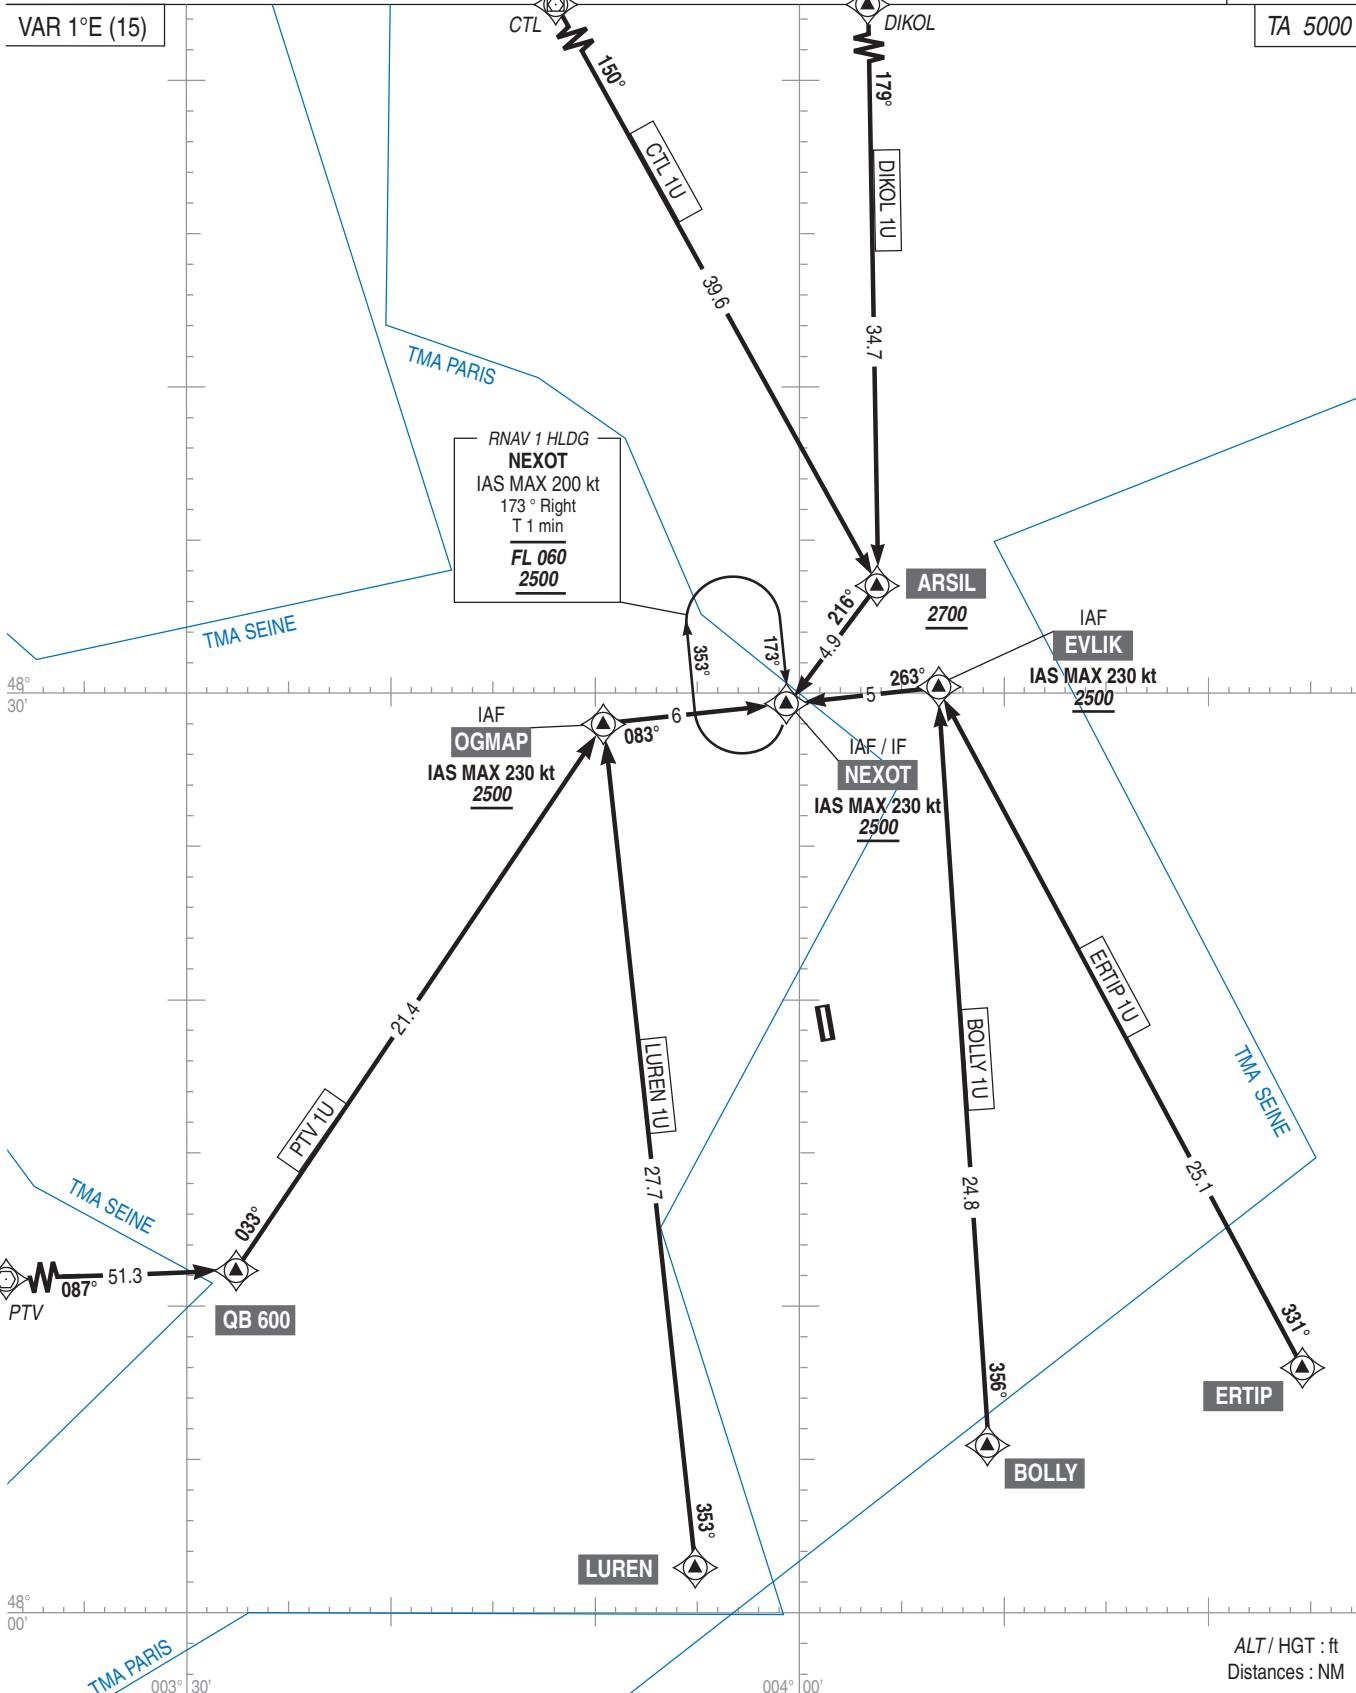 VAR 1°E (15)
CTL
DIKOL
TA 5000
150°
179°
CTL 1U
DIKOL 1U
39.6
34.7
TMA PARIS
RNAV 1 HLDG
NEXOT
IAS MAX 200 kt
173 ° Right
T 1 min
FL 060
2500
ARSIL
2700
216°
4.9
TMA SEINE
353°
173°
IAF
EVLIK
IAS MAX 230 kt
2500
263°
5
48°
30'
IAF
OGMAP
IAS MAX 230 kt
2500
6
083°
IAF / IF
NEXOT
IAS MAX 230 kt
2500
21.4
PTV 1U
LUREN 1U
BOLLY 1U
ERTIP 1U
TMA SEINE
27.7
24.8
25.1
TMA SEINE
033°
087°
51.3
PTV
QB 600
331°
ERTIP
356°
BOLLY
353°
LUREN
48°
00'
TMA PARIS
003° 30'
004° 00'
ALT / HGT : ft
Distances : NM